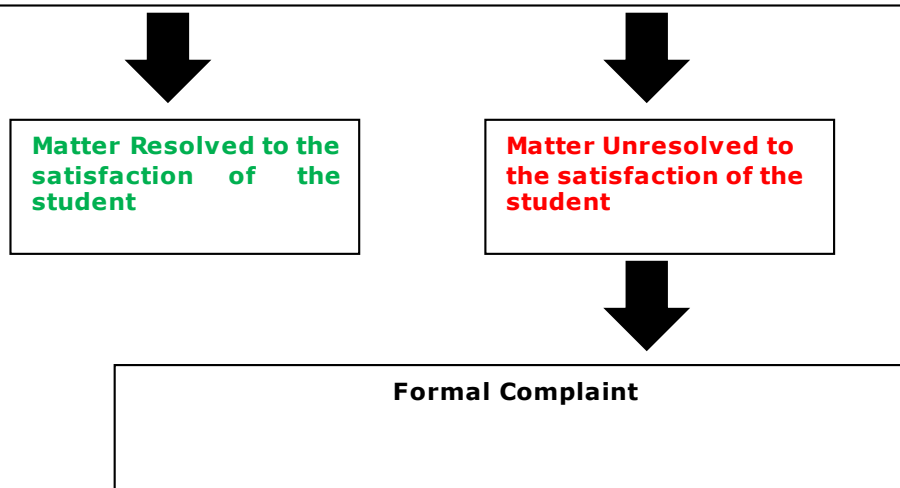 Matter Resolved to the
satisfaction of the
student
Matter Unresolved to
the satisfaction of the
student
Formal Complaint